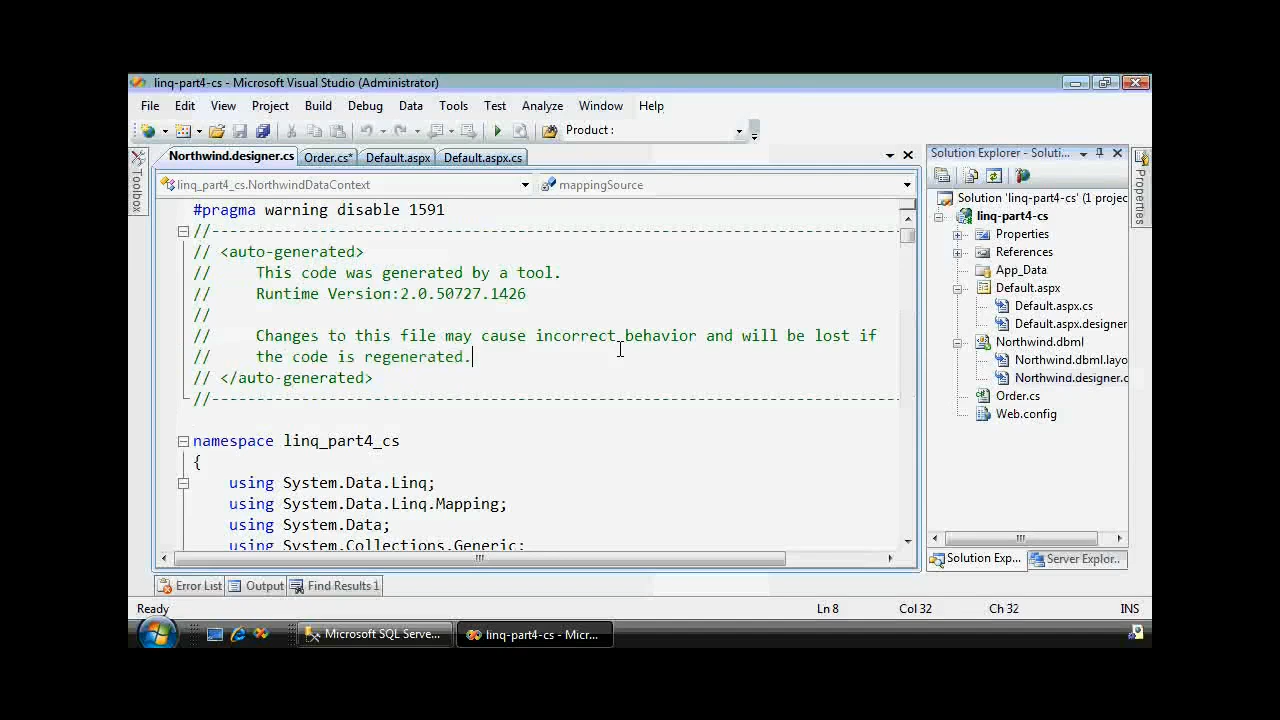 linq-part4-cs - Microsoft Visual Studio (Administrator)
File Edit View Project Build Debug Data Tools Test Analyze Window Help
Product :
Northwind.designer.cs Order.cs* Default.aspx Default.aspx.cs
linq_part4_cs.NorthwindDataContext mappingSource
#pragma warning disable 1591
//------------------------------------------------------------------------------
// <auto-generated>
//     This code was generated by a tool.
//     Runtime Version:2.0.50727.1426
//
//     Changes to this file may cause incorrect behavior and will be lost if
//     the code is regenerated.
// </auto-generated>
//------------------------------------------------------------------------------
namespace linq_part4_cs
{
using System.Data.Linq;
using System.Data.Linq.Mapping;
using System.Data;
using System.Collections.Generic;
Toolbox
Solution Explorer - Soluti...
Solution 'linq-part4-cs' (1 projec
linq-part4-cs
Properties
References
App_Data
Default.aspx
Default.aspx.cs
Default.aspx.designer
Northwind.dbml
Northwind.dbml.layo
Northwind.designer.c
Order.cs
Web.config
Properties
Solution Exp... Server Explor..
Error List Output Find Results 1
Ready Ln 8 Col 32 Ch 32 INS
Microsoft SQL Serve... linq-part4-cs - Micr...